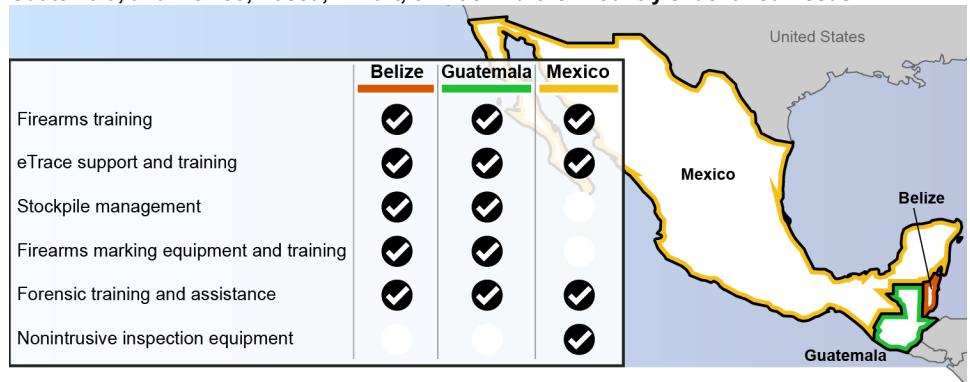 United States
Belize Guatemala Mexico
Firearms training
eTrace support and training
Stockpile management
Firearms marking equipment and training
Forensic training and assistance
Nonintrusive inspection equipment
Mexico
Belize
Guatemala